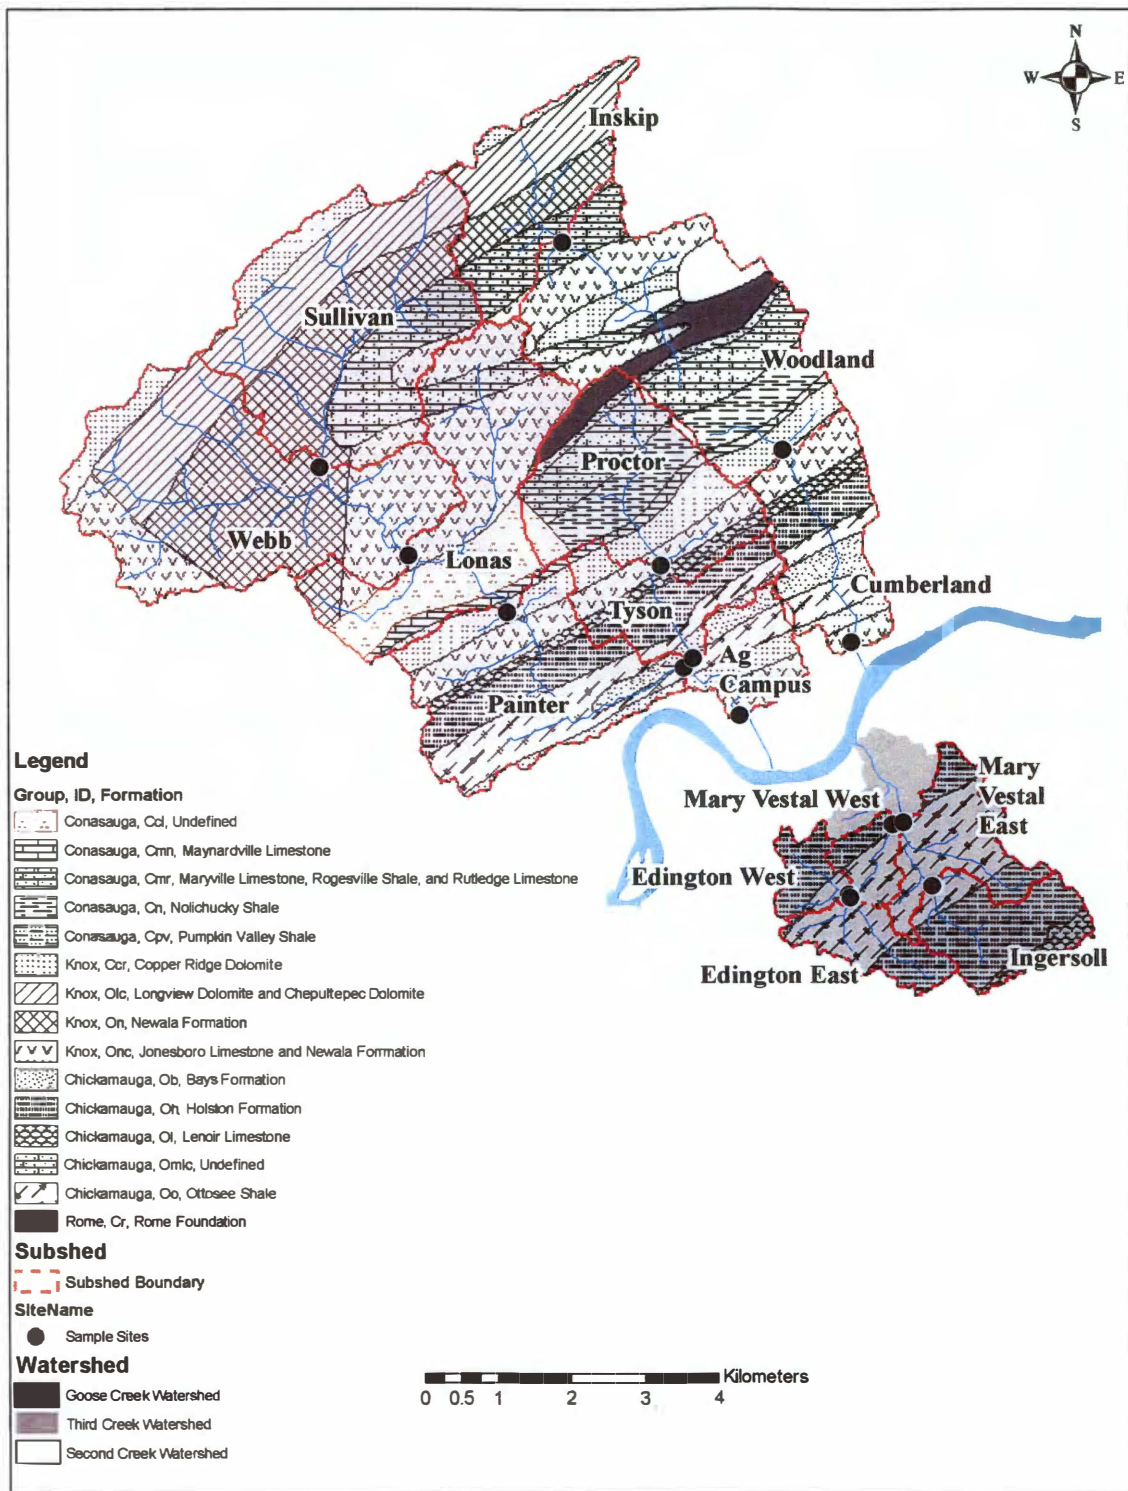 N
W E
S
Inskip
Sullivan
Woodland
Proctor
Webb
Lonas
Cumberland
Tyson
Ag
Campus
Painter
Mary
Vestal
East
Mary Vestal West
Edington West
Ingersoll
Edington East
Legend
Group, ID, Formation
Conasauga, Ccl, Undefined
Conasauga, Cmn, Maynardville Limestone
Conasauga, Cmr, Maryville Limestone, Rogesville Shale, and Rutledge Limestone
Conasauga, Cn, Nolichucky Shale
Conasauga, Cpv, Pumpkin Valley Shale
Knox, Ccr, Copper Ridge Dolomite
Knox, Olc, Longview Dolomite and Chepultepec Dolomite
Knox, On, Newala Formation
Knox, Onc, Jonesboro Limestone and Newala Formation
Chickamauga, Ob, Bays Formation
Chickamauga, Oh, Holston Formation
Chickamauga, Ol, Lenoir Limestone
Chickamauga, Omlc, Undefined
Chickamauga, Oo, Ottosee Shale
Rome, Cr, Rome Foundation
Subshed
Subshed Boundary
SiteName
Sample Sites
Watershed
Goose Creek Watershed
Third Creek Watershed
Second Creek Watershed
Kilometers
0 0.5 1 2 3 4